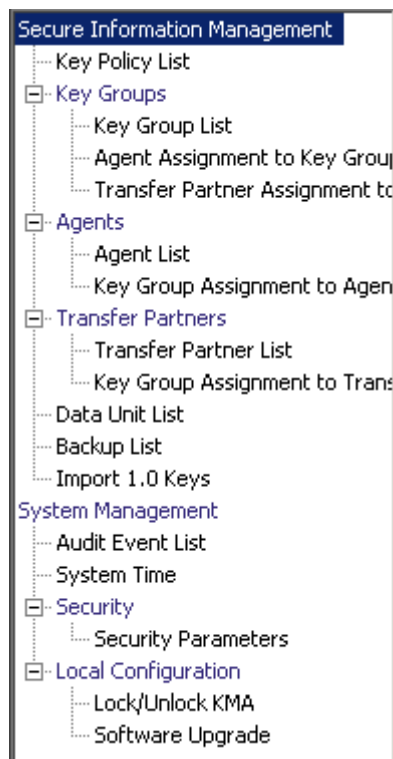 Secure Information Management
Key Policy List
Key Groups
Key Group List
Agent Assignment to Key Grou
Transfer Partner Assignment to
Agents
Agent List
Key Group Assignment to Agen
Transfer Partners
Transfer Partner List
Key Group Assignment to Trans
Data Unit List
Backup List
Import 1.0 Keys
System Management
Audit Event List
System Time
Security
Security Parameters
Local Configuration
Lock/Unlock KMA
Software Upgrade